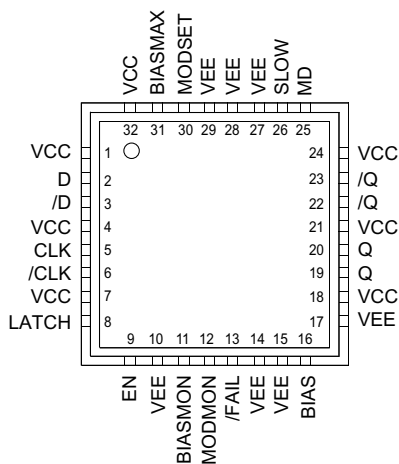 VCC BIASMAX MODSET VEE VEE VEE SLOW MD
32 31 30 29 28 27 26 25
VCC 1 24 VCC
D 2 23 /Q
/D 3 22 /Q
VCC 4 21 VCC
CLK 5 20 Q
/CLK 6 19 Q
VCC 7 18 VCC
LATCH 8 17 VEE
9 10 11 12 13 14 15 16
EN VEE BIASMON MODMON /FAIL VEE VEE BIAS